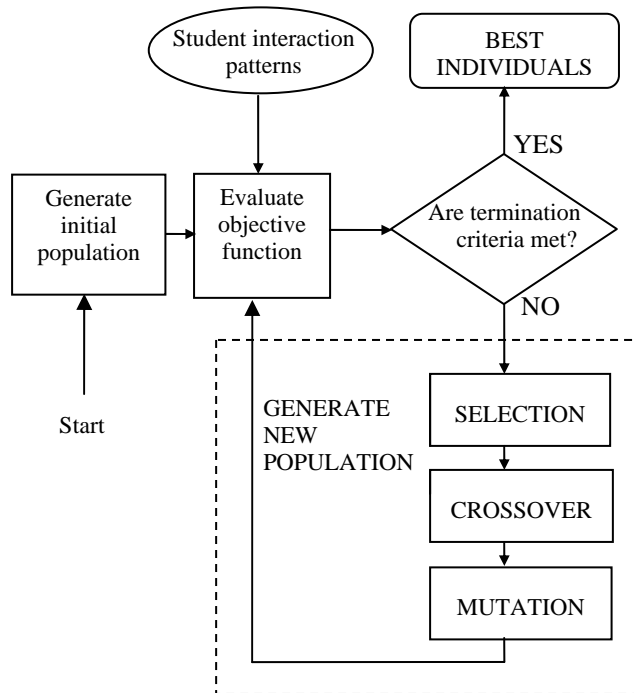 Student interaction
patterns
BEST
INDIVIDUALS
YES
Generate
initial
population
Evaluate
objective
function
Are termination
criteria met?
NO
Start
GENERATE
NEW
POPULATION
SELECTION
CROSSOVER
MUTATION